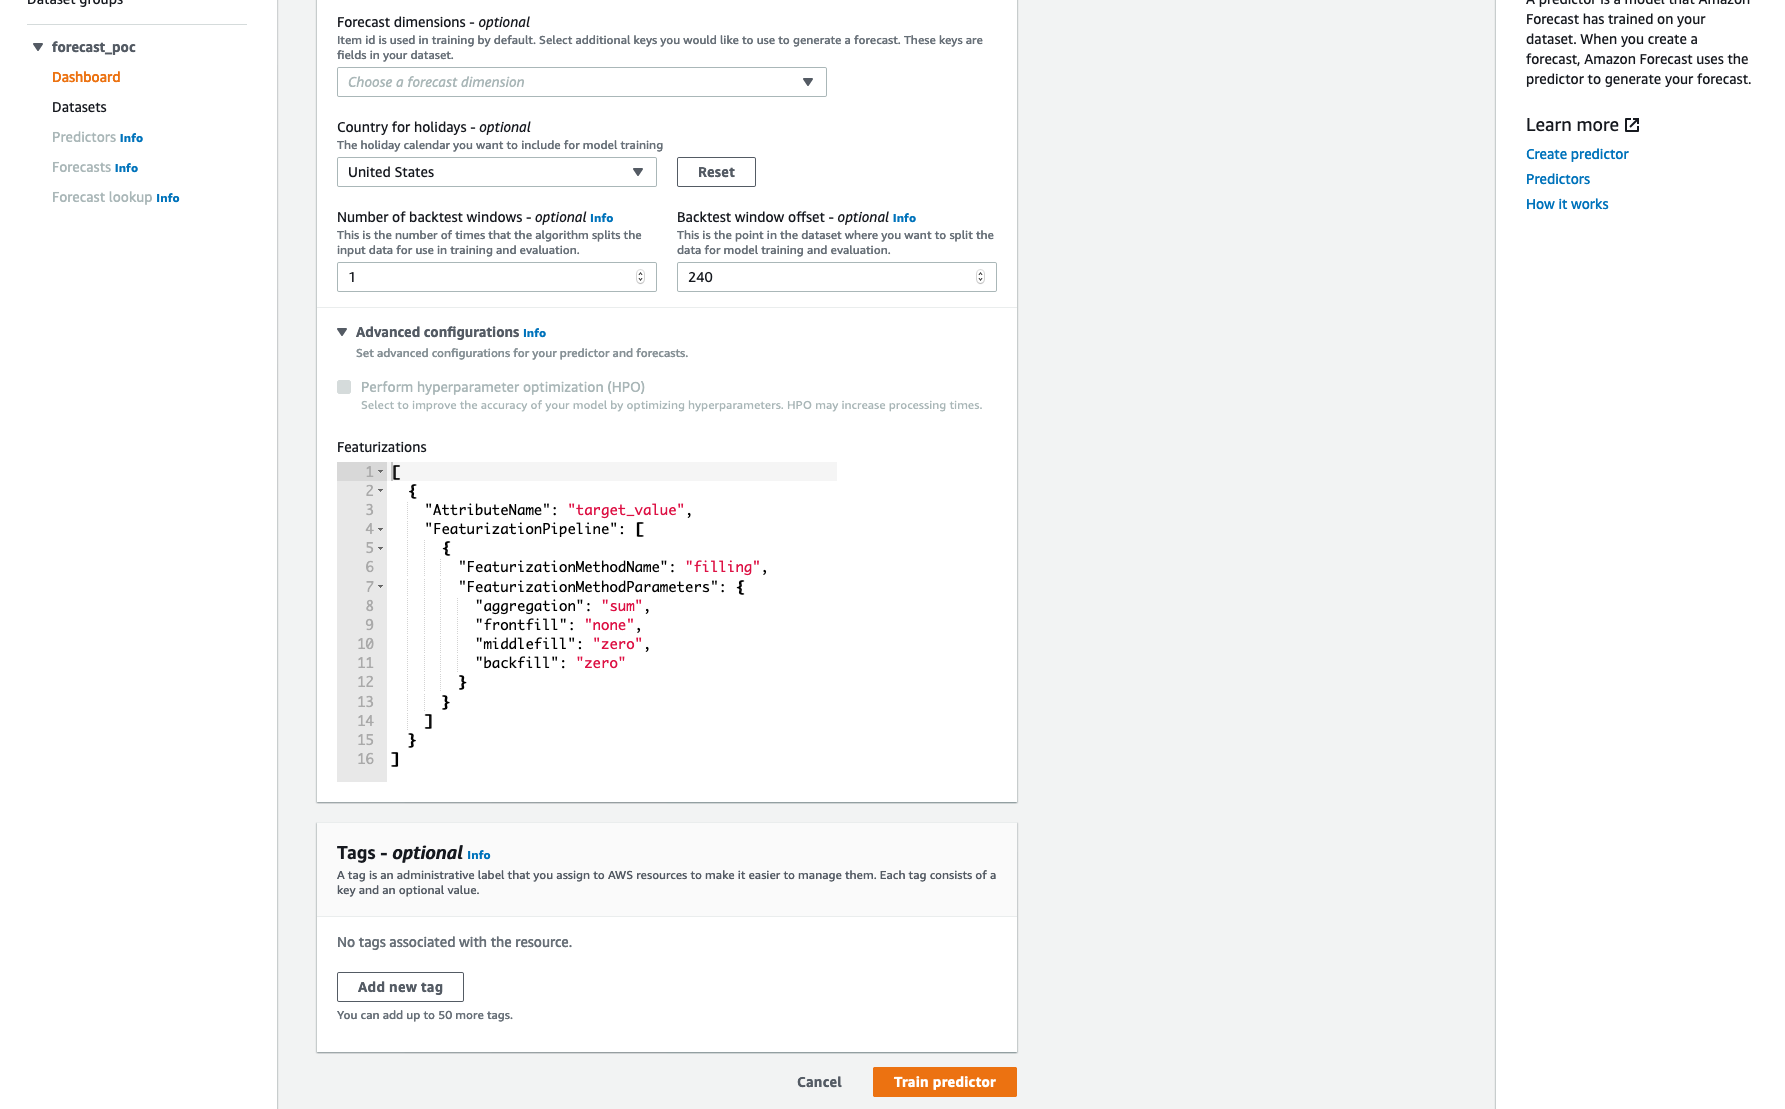 Dataset groups
forecast_poc
Dashboard
Datasets
Predictors Info
Forecasts Info
Forecast lookup Info
Forecast dimensions - optional
Item id is used in training by default. Select additional keys you would like to use to generate a forecast. These keys are
fields in your dataset.
Choose a forecast dimension
Country for holidays - optional
The holiday calendar you want to include for model training
United States
Reset
Number of backtest windows - optional Info
This is the number of times that the algorithm splits the
input data for use in training and evaluation.
1
Backtest window offset - optional Info
This is the point in the dataset where you want to split the
data for model training and evaluation.
240
Advanced configurations Info
Set advanced configurations for your predictor and forecasts.
Perform hyperparameter optimization (HPO)
Select to improve the accuracy of your model by optimizing hyperparameters. HPO may increase processing times.
Featurizations
1 [
2 {
3 "AttributeName": "target_value",
4 "FeaturizationPipeline": [
5 {
6 "FeaturizationMethodName": "filling",
7 "FeaturizationMethodParameters": {
8 "aggregation": "sum",
9 "frontfill": "none",
10 "middlefill": "zero",
11 "backfill": "zero"
12 }
13 }
14 ]
15 }
16 ]
Tags - optional Info
A tag is an administrative label that you assign to AWS resources to make it easier to manage them. Each tag consists of a
key and an optional value.
No tags associated with the resource.
Add new tag
You can add up to 50 more tags.
Cancel
Train predictor
A predictor is a model that Amazon
Forecast has trained on your
dataset. When you create a
forecast, Amazon Forecast uses the
predictor to generate your forecast.
Learn more
Create predictor
Predictors
How it works